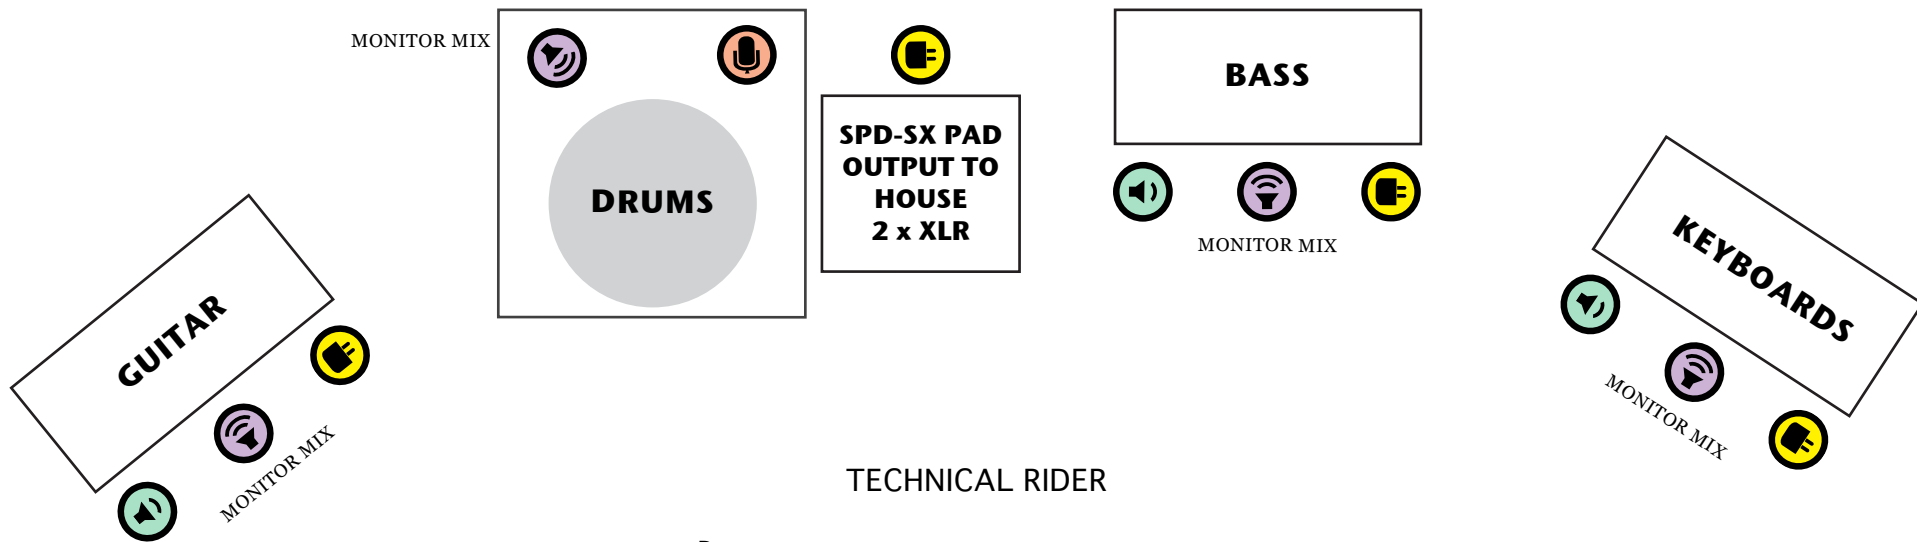 MONITOR MIX
DRUMS
SPD-SX PAD
OUTPUT TO
HOUSE
2 x XLR
BASS
MONITOR MIX
KEYBOARDS
MONITOR MIX
GUITAR
MONITOR MIX
TECHNICAL RIDER